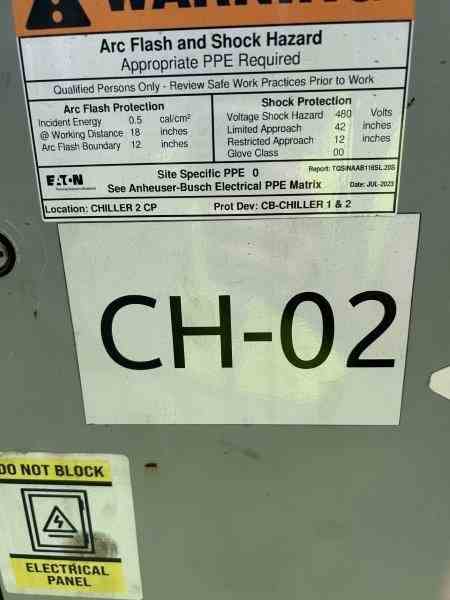 WARNING
Arc Flash and Shock Hazard
Appropriate PPE Required
Qualified Persons Only - Review Safe Work Practices Prior to Work
Arc Flash Protection
Incident Energy 0.5 cal/cm²
@ Working Distance 18 inches
Arc Flash Boundary 12 inches
Shock Protection
Voltage Shock Hazard 480 Volts
Limited Approach 42 inches
Restricted Approach 12 inches
Glove Class 00
EATON
Site Specific PPE 0
Report: TGSINAAB116SL.20S
See Anheuser-Busch Electrical PPE Matrix
Date: JUL-2023
Location: CHILLER 2 CP
Prot Dev: CB-CHILLER 1 & 2
CH-02
DO NOT BLOCK
ELECTRICAL
PANEL